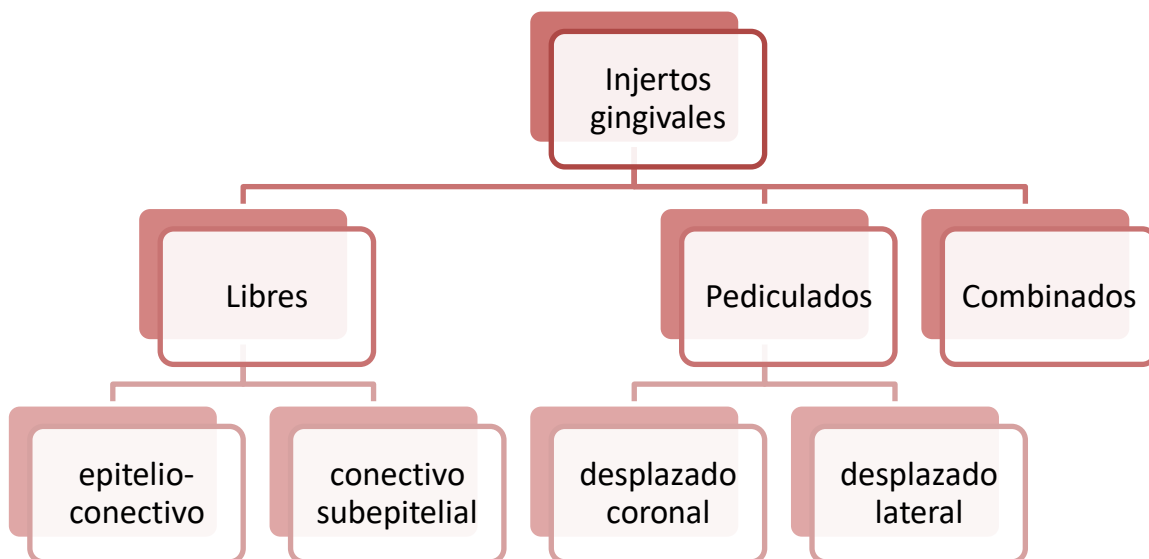 Injertos
gingivales
Libres
Pediculados
Combinados
epitelio-
conectivo
conectivo
subepitelial
desplazado
coronal
desplazado
lateral